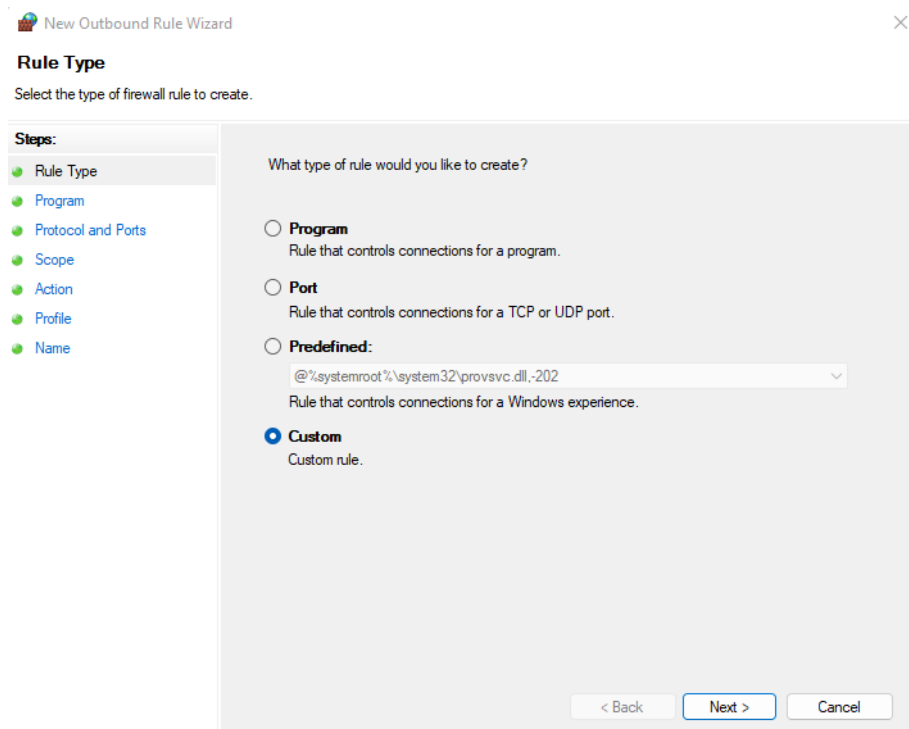 New Outbound Rule Wizard
Rule Type
Select the type of firewall rule to create.
Steps:
Rule Type
Program
Protocol and Ports
Scope
Action
Profile
Name
What type of rule would you like to create?
Program
Rule that controls connections for a program.
Port
Rule that controls connections for a TCP or UDP port.
Predefined:
@%systemroot%\system32\provsvc.dll,-202
Rule that controls connections for a Windows experience.
Custom
Custom rule.
< Back
Next >
Cancel